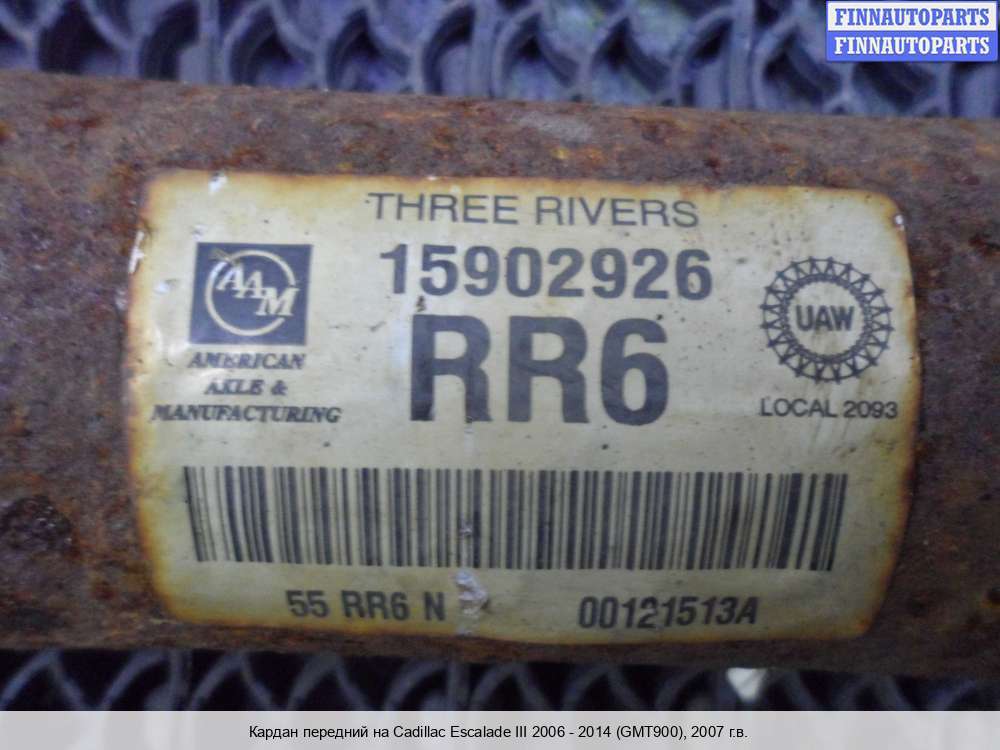 FINNAUTOPARTS
FINNAUTOPARTS
THREE RIVERS
15902926
RR6
AAM
AMERICAN
AXLE &
MANUFACTURING
UAW
LOCAL 2093
55 RR6 N
00121513A
Кардан передний на Cadillac Escalade III 2006 - 2014 (GMT900), 2007 г.в.